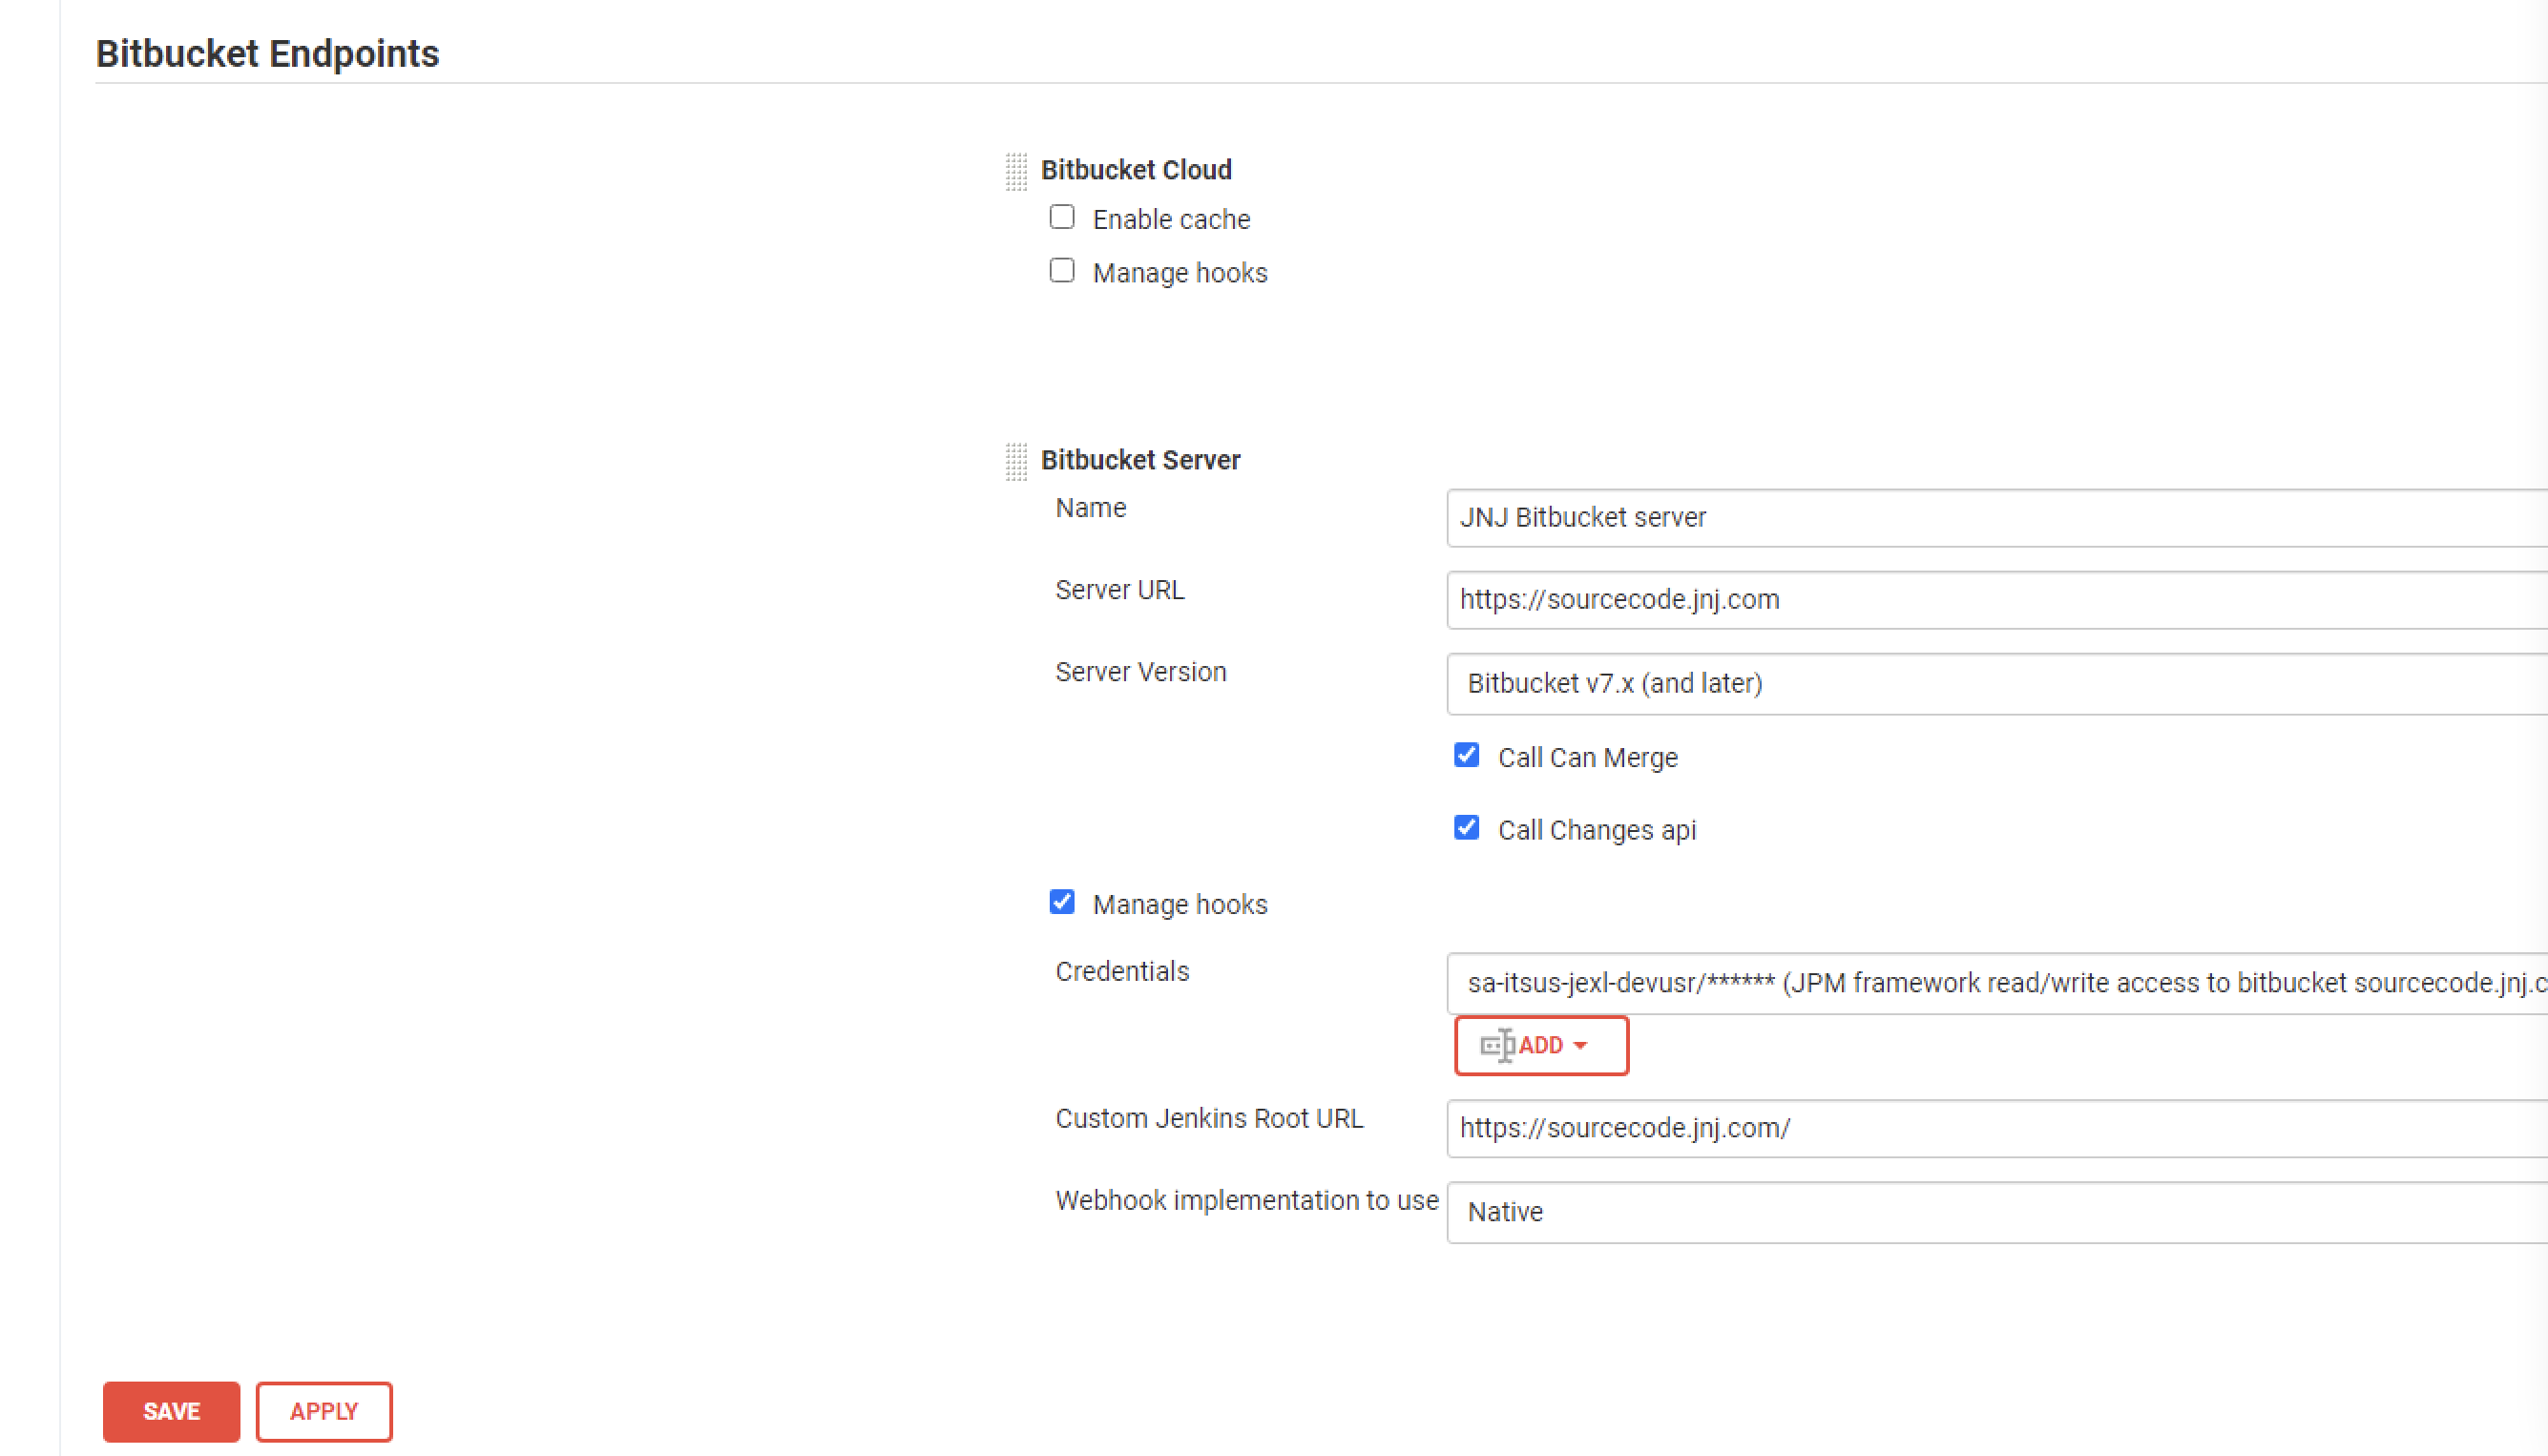 Bitbucket Endpoints
Bitbucket Cloud
Enable cache
Manage hooks
Bitbucket Server
Name
JNJ Bitbucket server
Server URL
https://sourcecode.jnj.com
Server Version
Bitbucket v7.x (and later)
Call Can Merge
Call Changes api
Manage hooks
Credentials
sa-itsus-jexl-devusr/****** (JPM framework read/write access to bitbucket sourcecode.jnj.c
ADD
Custom Jenkins Root URL
https://sourcecode.jnj.com/
Webhook implementation to use
Native
SAVE
APPLY